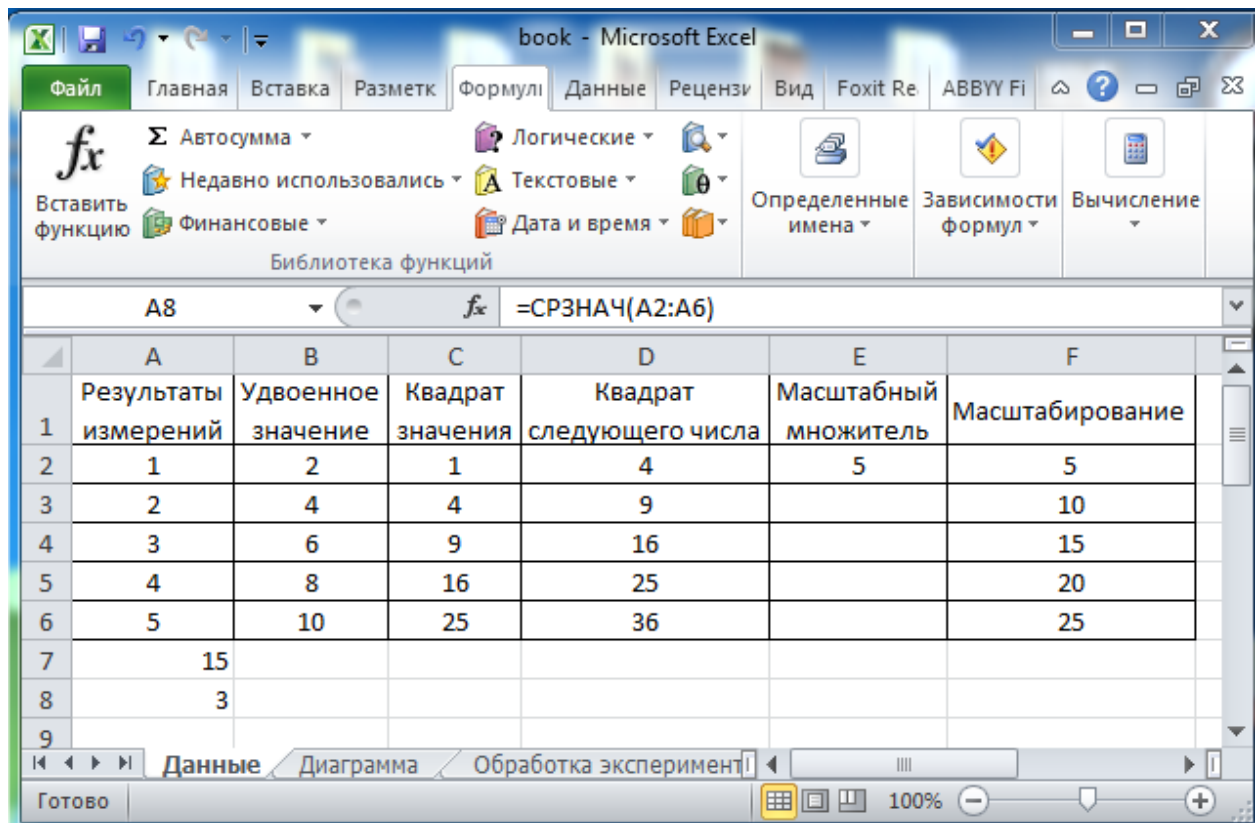 book - Microsoft Excel
Файл Главная Вставка Разметк Формулı Данные Рецензи Вид Foxit Re ABBYY Fi
fx Σ Автосумма Логические
Недавно использовались Текстовые θ
Вставить функцию Финансовые Дата и время Определенные имена Зависимости формул Вычисление
Библиотека функций
A8 fx =СРЗНАЧ(A2:A6)
A B C D E F
1 Результаты измерений Удвоенное значение Квадрат значения Квадрат следующего числа Масштабный множитель Масштабирование
2 1 2 1 4 5 5
3 2 4 4 9 10
4 3 6 9 16 15
5 4 8 16 25 20
6 5 10 25 36 25
7 15
8 3
9
Данные Диаграмма Обработка эксперимент
Готово 100%